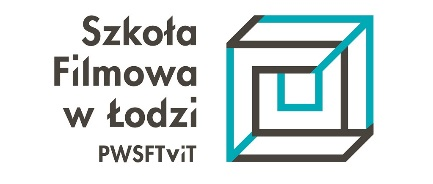 Szkoła
Filmowa
w Łodzi
PWSFTviT